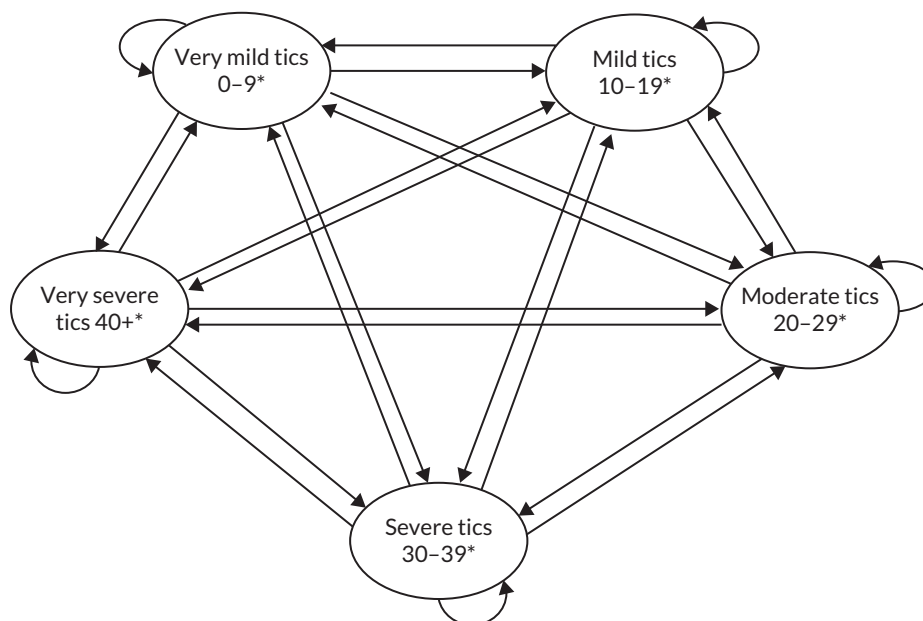 Very mild tics
0–9*
Mild tics
10–19*
Very severe
tics 40+*
Moderate tics
20–29*
Severe tics
30–39*